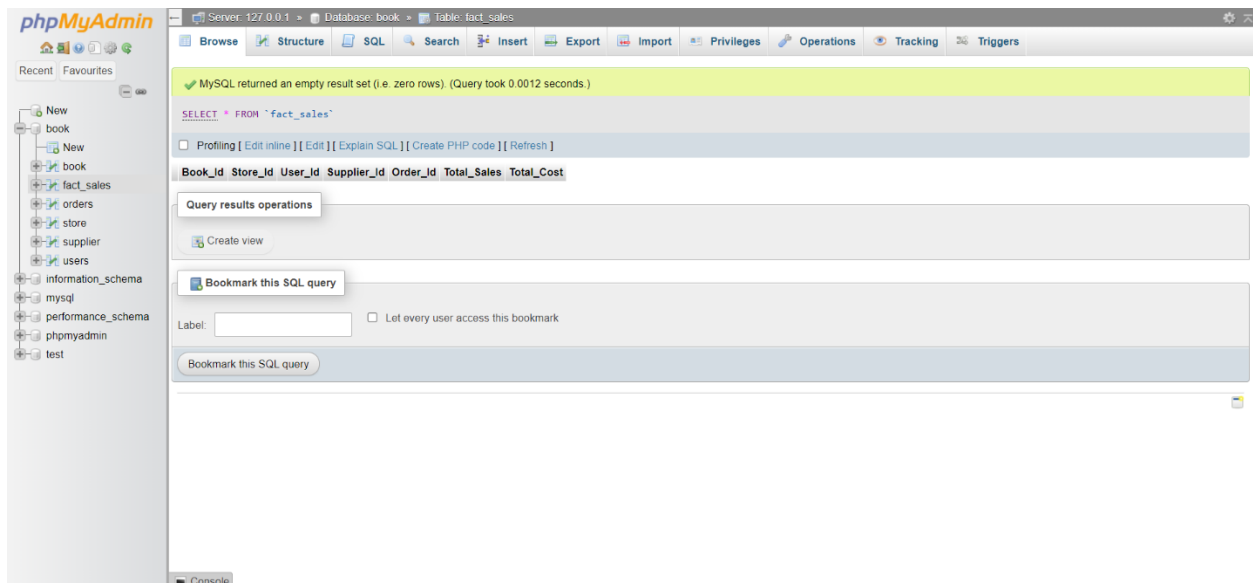 phpMyAdmin
Recent Favourites
New
book
New
book
fact_sales
orders
store
supplier
users
information_schema
mysql
performance_schema
phpmyadmin
test
Server: 127.0.0.1 » Database: book » Table: fact_sales
Browse Structure SQL Search Insert Export Import Privileges Operations Tracking Triggers
MySQL returned an empty result set (i.e. zero rows). (Query took 0.0012 seconds.)
SELECT * FROM `fact_sales`
Profiling [ Edit inline ] [ Edit ] [ Explain SQL ] [ Create PHP code ] [ Refresh ]
Book_Id Store_Id User_Id Supplier_Id Order_Id Total_Sales Total_Cost
Query results operations
Create view
Bookmark this SQL query
Label: Let every user access this bookmark
Bookmark this SQL query
Console